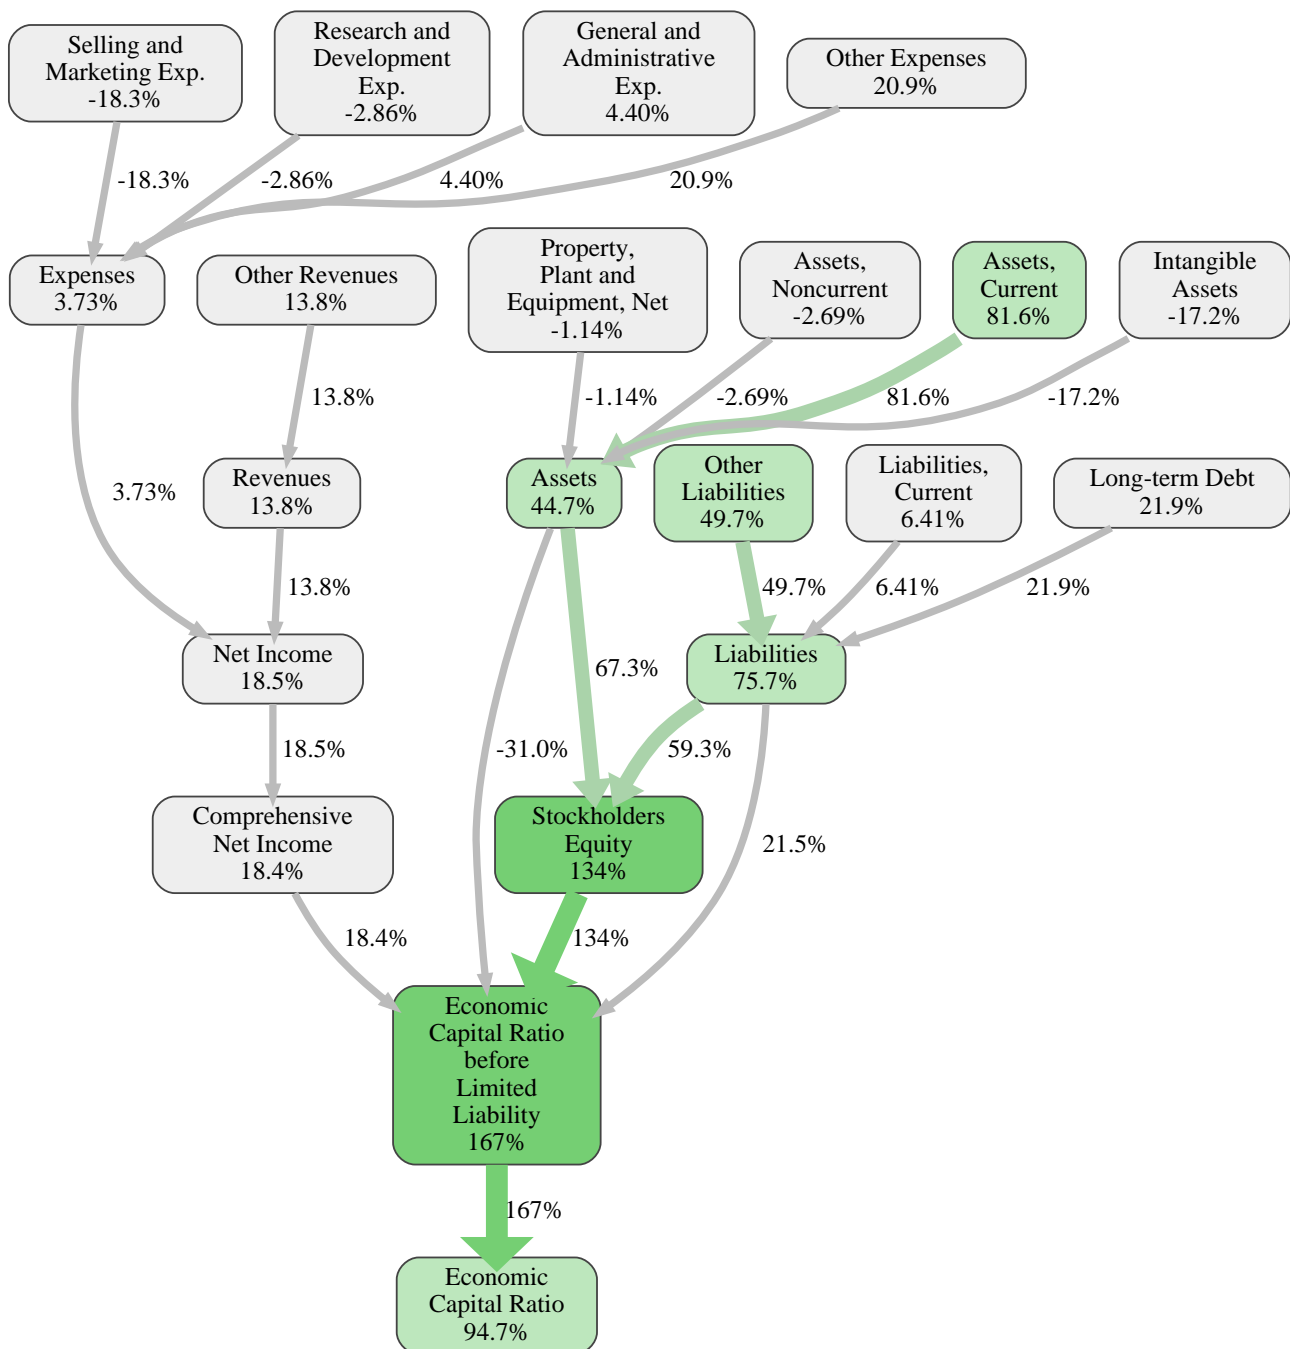 Selling and
Marketing Exp.
-18.3%
Research and
Development
Exp.
-2.86%
General and
Administrative
Exp.
4.40%
Other Expenses
20.9%
-18.3%
-2.86%
4.40%
20.9%
Expenses
3.73%
Other Revenues
13.8%
Property,
Plant and
Equipment, Net
-1.14%
Assets,
Noncurrent
-2.69%
Assets,
Current
81.6%
Intangible
Assets
-17.2%
13.8%
-1.14%
-2.69%
81.6%
-17.2%
3.73%
Revenues
13.8%
Assets
44.7%
Other
Liabilities
49.7%
Liabilities,
Current
6.41%
Long-term Debt
21.9%
13.8%
49.7%
6.41%
21.9%
Net Income
18.5%
67.3%
Liabilities
75.7%
18.5%
-31.0%
59.3%
Comprehensive
Net Income
18.4%
Stockholders
Equity
134%
21.5%
18.4%
134%
Economic
Capital Ratio
before
Limited
Liability
167%
167%
Economic
Capital Ratio
94.7%